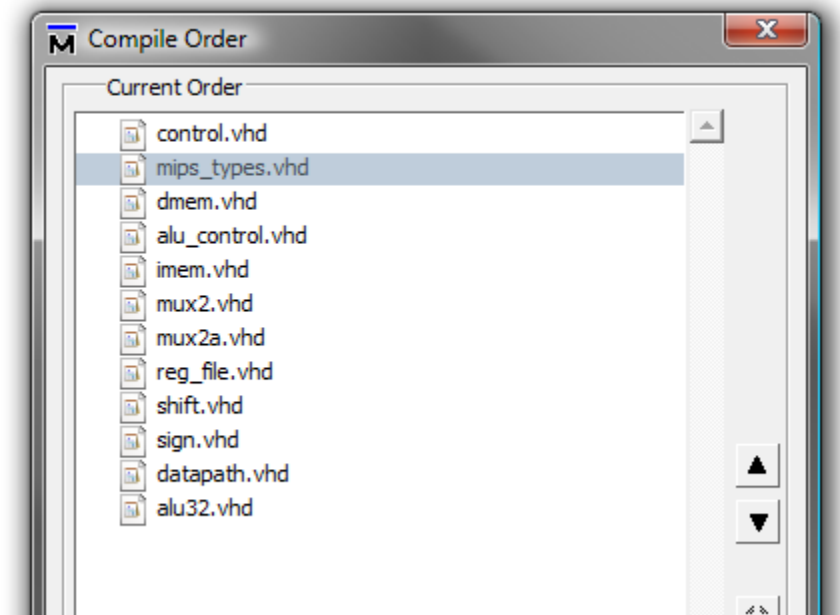 Compile Order
Current Order
control.vhd
mips_types.vhd
dmem.vhd
alu_control.vhd
imem.vhd
mux2.vhd
mux2a.vhd
reg_file.vhd
shift.vhd
sign.vhd
datapath.vhd
alu32.vhd